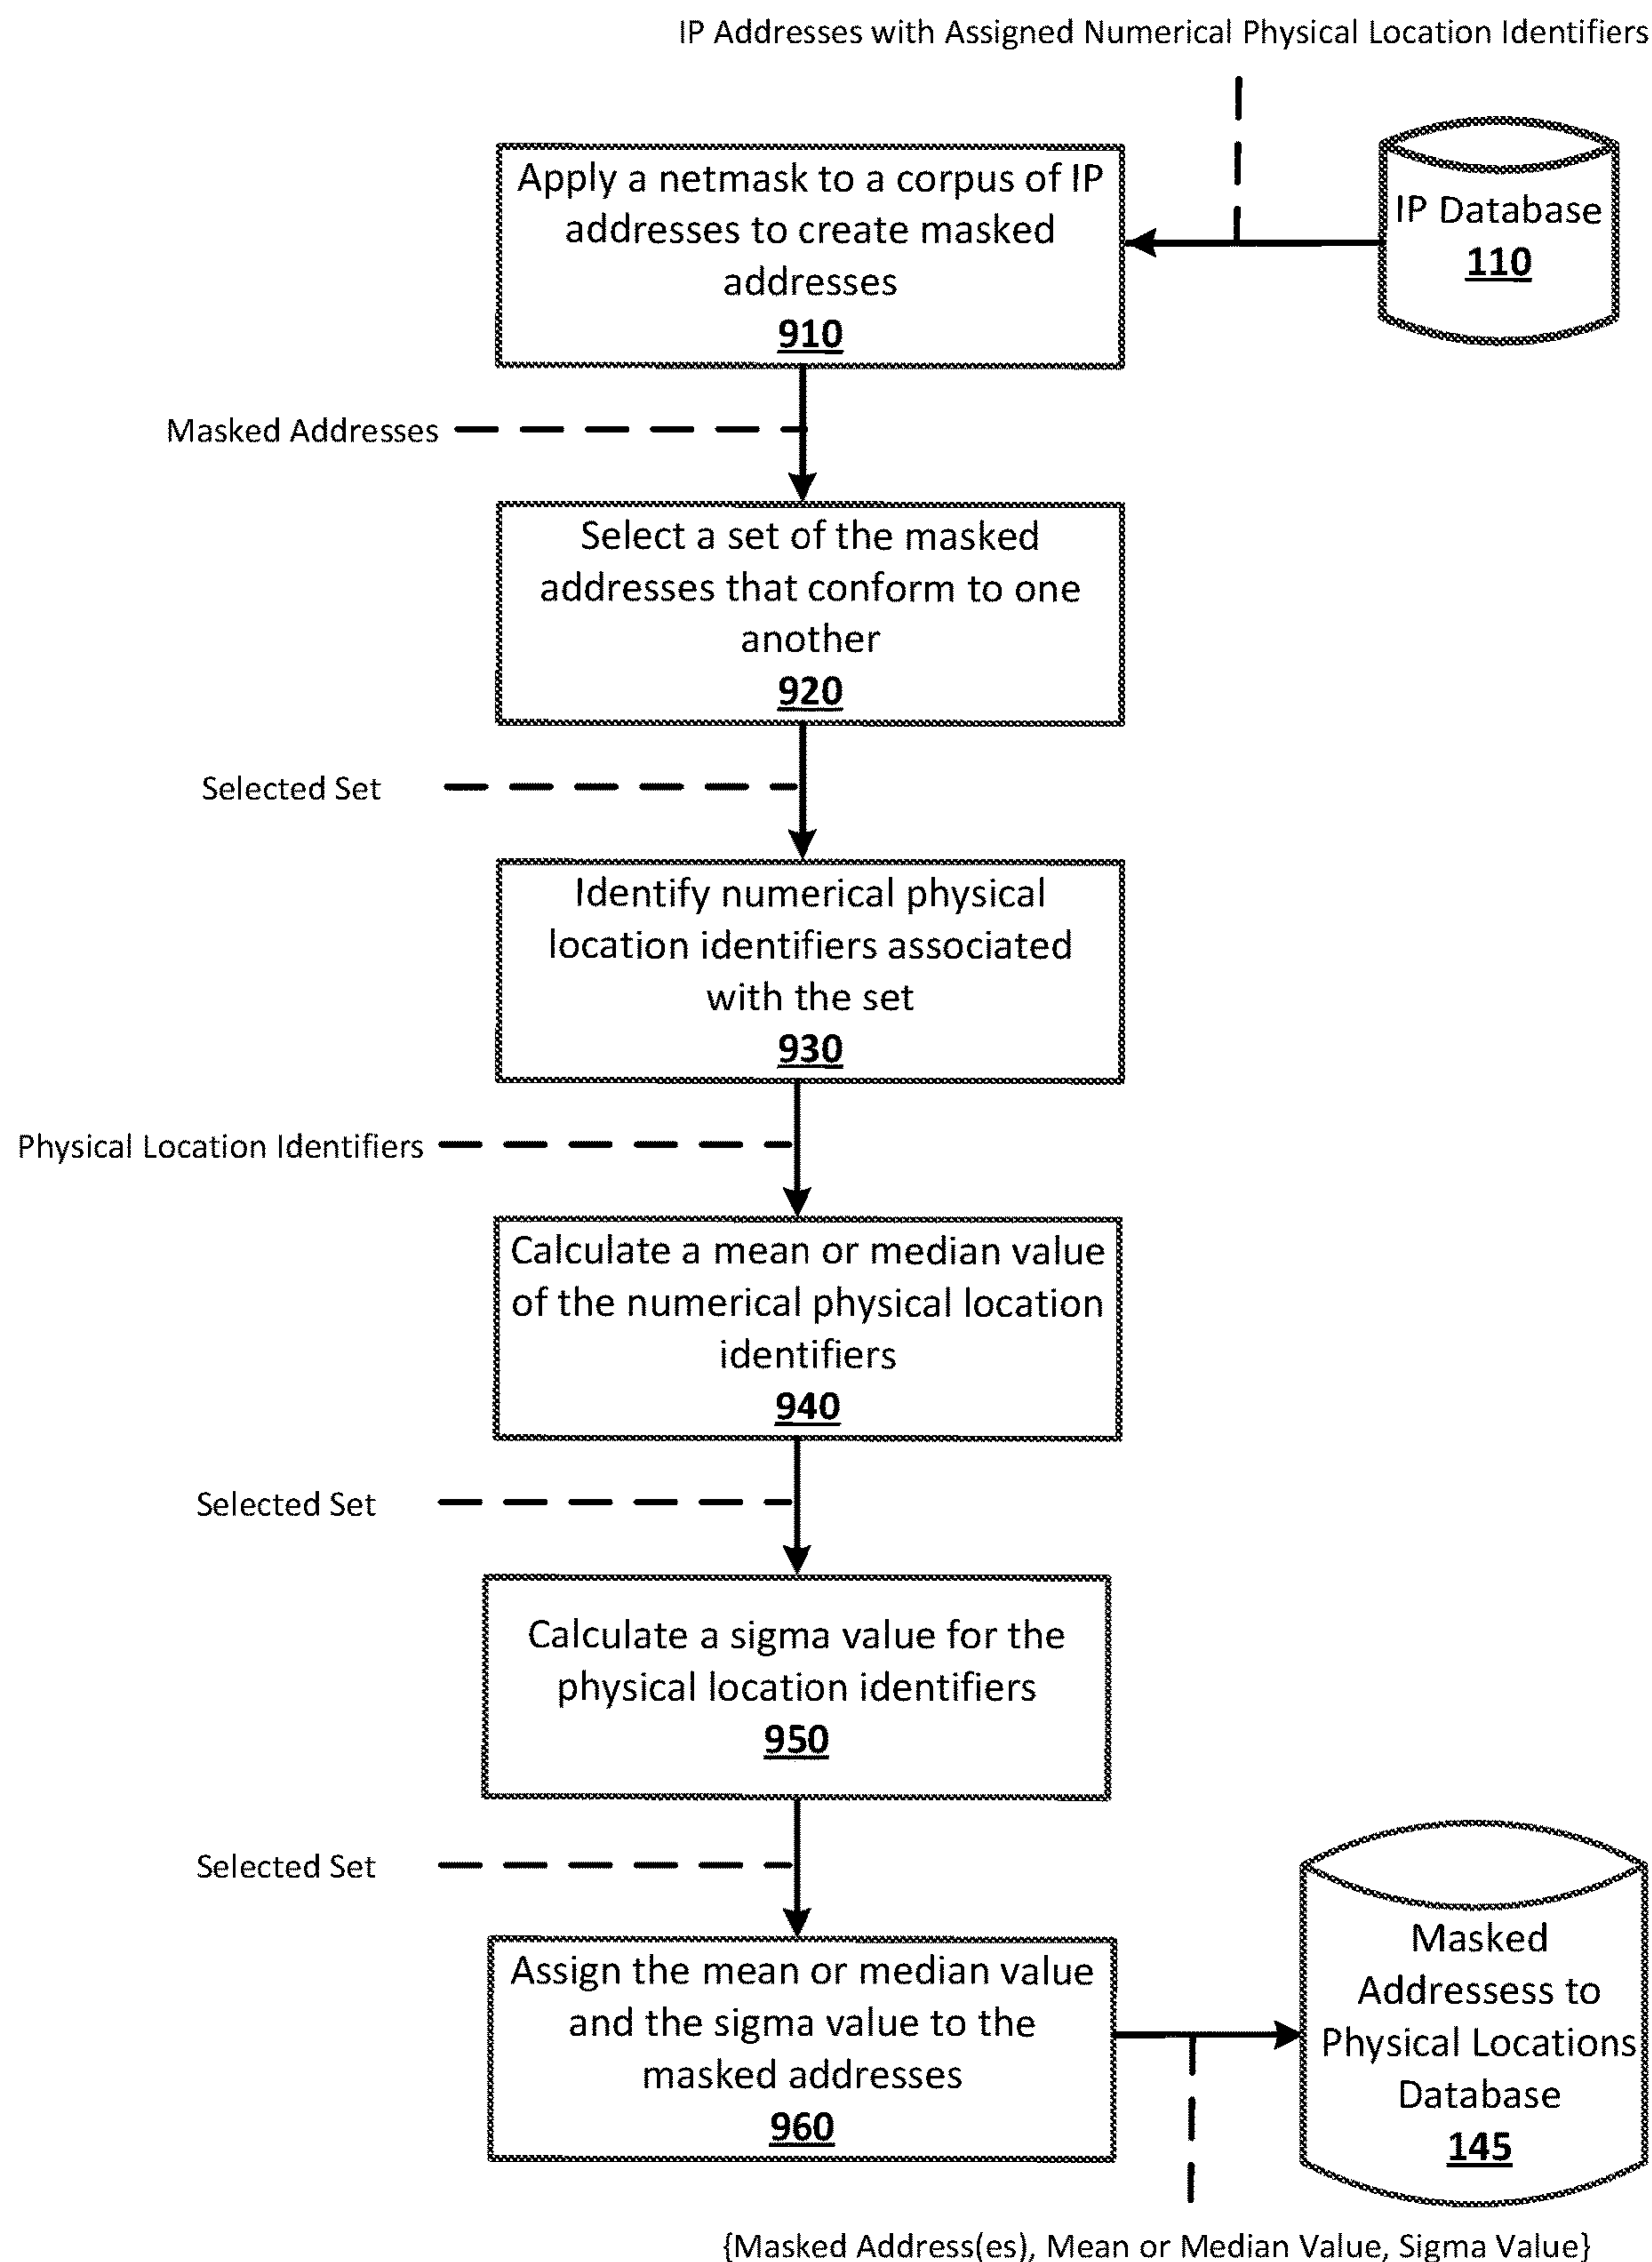 IP Addresses with Assigned Numerical Physical Location Identifiers
Apply a netmask to a corpus of IP
addresses to create masked
addresses
910
IP Database
110
Masked Addresses
Select a set of the masked
addresses that conform to one
another
920
Selected Set
Identify numerical physical
location identifiers associated
with the set
930
Physical Location Identifiers
Calculate a mean or median value
of the numerical physical location
identifiers
940
Selected Set
Calculate a sigma value for the
physical location identifiers
950
Selected Set
Assign the mean or median value
and the sigma value to the
masked addresses
960
Masked
Addressess to
Physical Locations
Database
145
{Masked Address(es), Mean or Median Value, Sigma Value}